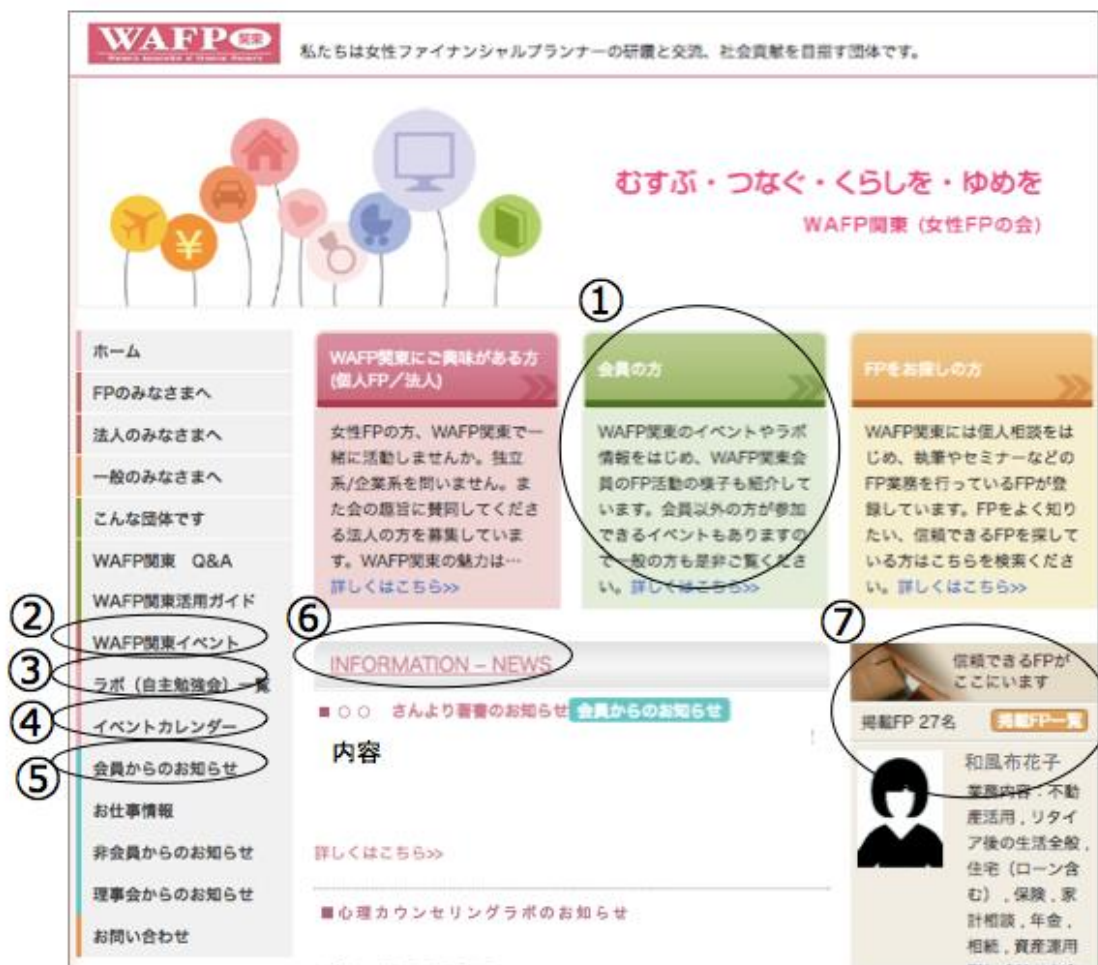 WAFP関東
私たちは女性ファイナンシャルプランナーの研鑽と交流、社会貢献を目指す団体です。
むすぶ・つなぐ・くらしを・ゆめを
WAFP関東 (女性FPの会)
①
ホーム
FPのみなさまへ
法人のみなさまへ
一般のみなさまへ
こんな団体です
WAFP関東 Q&A
WAFP関東活用ガイド
② WAFP関東イベント
③ ラボ（自主勉強会）一覧
④ イベントカレンダー
⑤ 会員からのお知らせ
お仕事情報
非会員からのお知らせ
理事会からのお知らせ
お問い合わせ
WAFP関東にご興味がある方
(個人FP／法人)
女性FPの方、WAFP関東で一
緒に活動しませんか。独立
系/企業系を問いません。ま
た会の趣旨に賛同してくださ
る法人の方を募集していま
す。WAFP関東の魅力は…
詳しくはこちら>>
会員の方
WAFP関東のイベントやラボ
情報をはじめ、WAFP関東会
員のFP活動の様子も紹介して
います。会員以外の方が参加
できるイベントもありますの
で一般の方も是非ご覧くださ
い。詳しくはこちら>>
FPをお探しの方
WAFP関東には個人相談をは
じめ、執筆やセミナーなどの
FP業務を行っているFPが登
録しています。FPをよく知り
たい、信頼できるFPを探して
いる方はこちらを検索くださ
い。詳しくはこちら>>
⑥
INFORMATION – NEWS
■○○ さんより著書のお知らせ 会員からのお知らせ
内容
詳しくはこちら>>
■心理カウンセリングラボのお知らせ
⑦
信頼できるFPが
ここにいます
掲載FP 27名 掲載FP一覧
和風布花子
業務内容：不動
産活用，リタイ
ア後の生活全般，
住宅（ローン含
む），保険，家
計相談，年金，
相続，資産運用